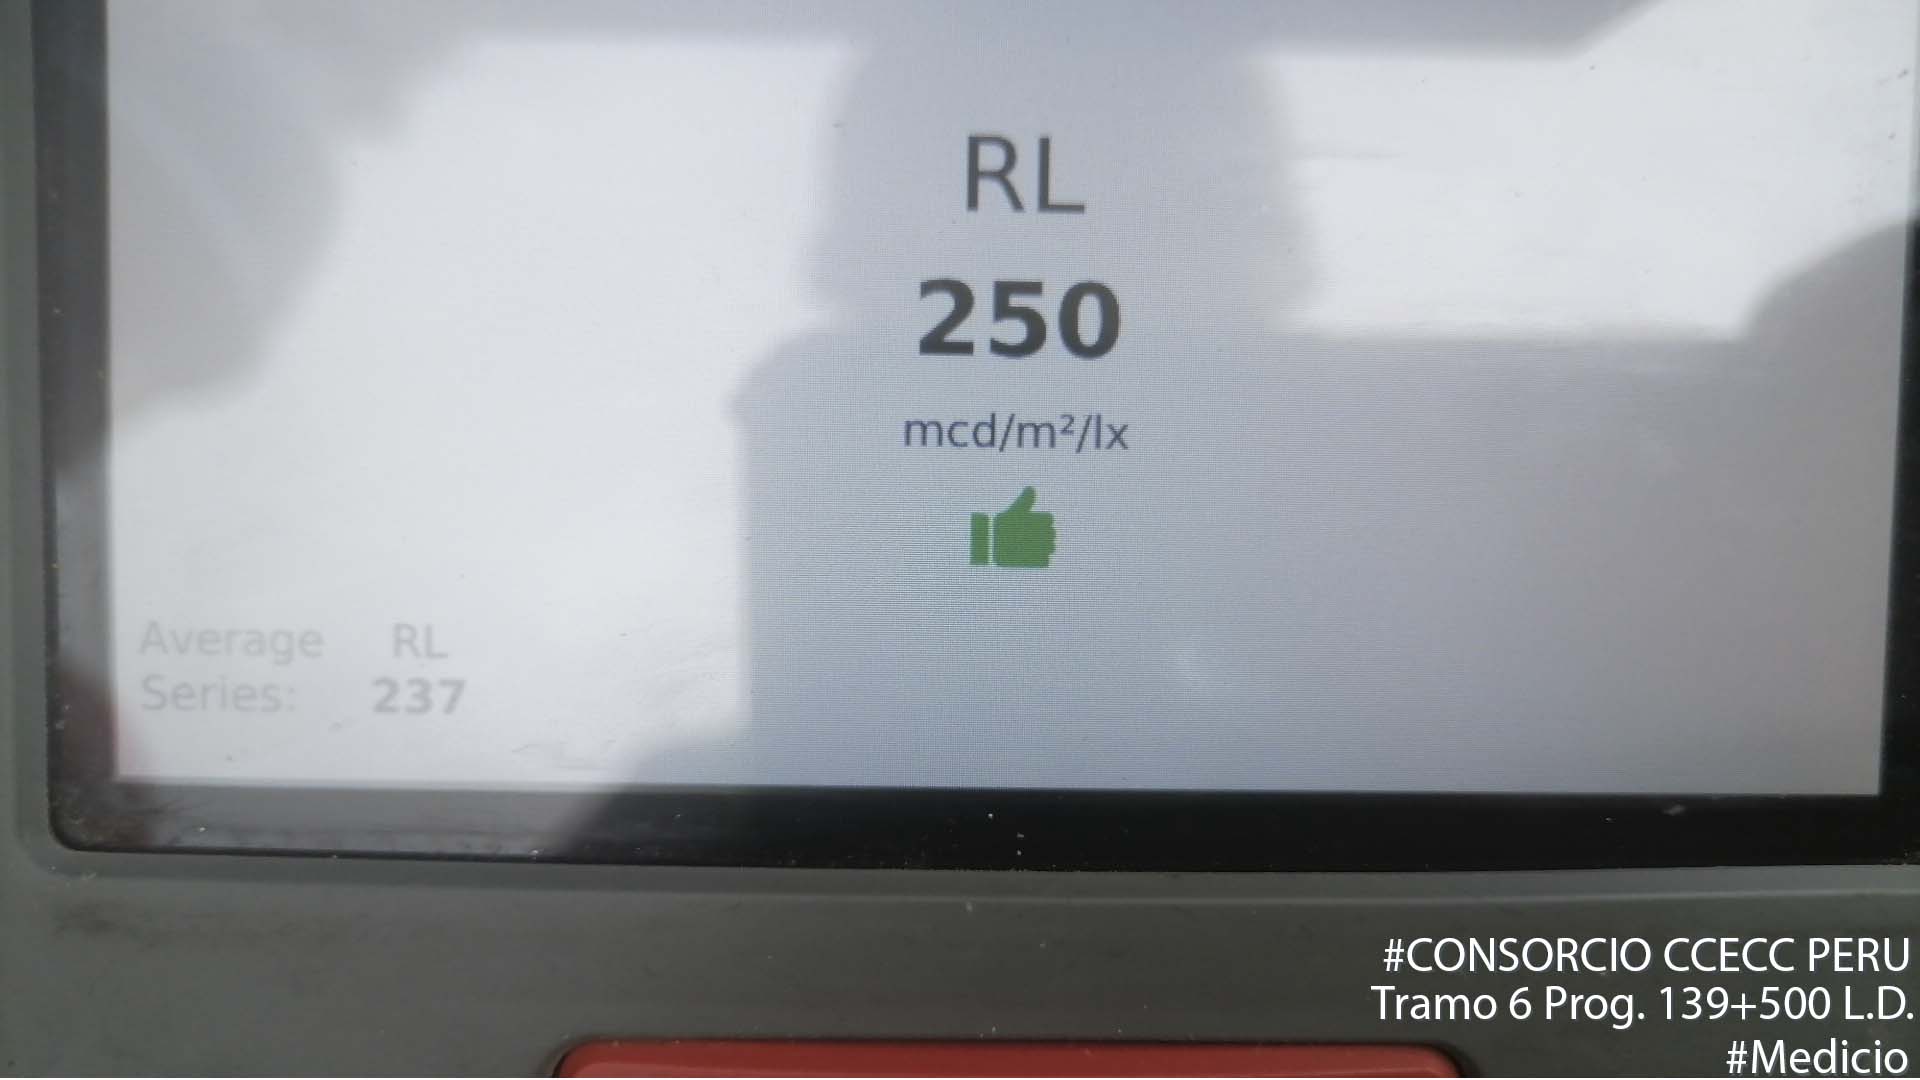 RL
250
mcd/m²/lx
Average RL
Series: 237
#CONSORCIO CCECC PERU
Tramo 6 Prog. 139+500 L.D.
#Medicio